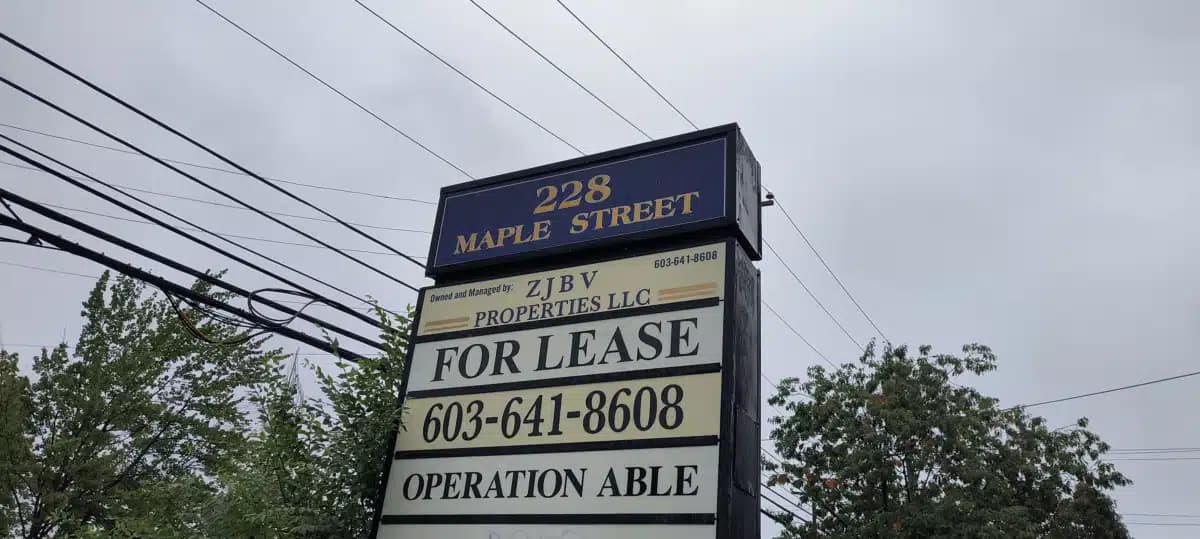 228
MAPLE STREET
603-641-8608
Owned and Managed by: ZJBV
PROPERTIES LLC
FOR LEASE
603-641-8608
OPERATION ABLE